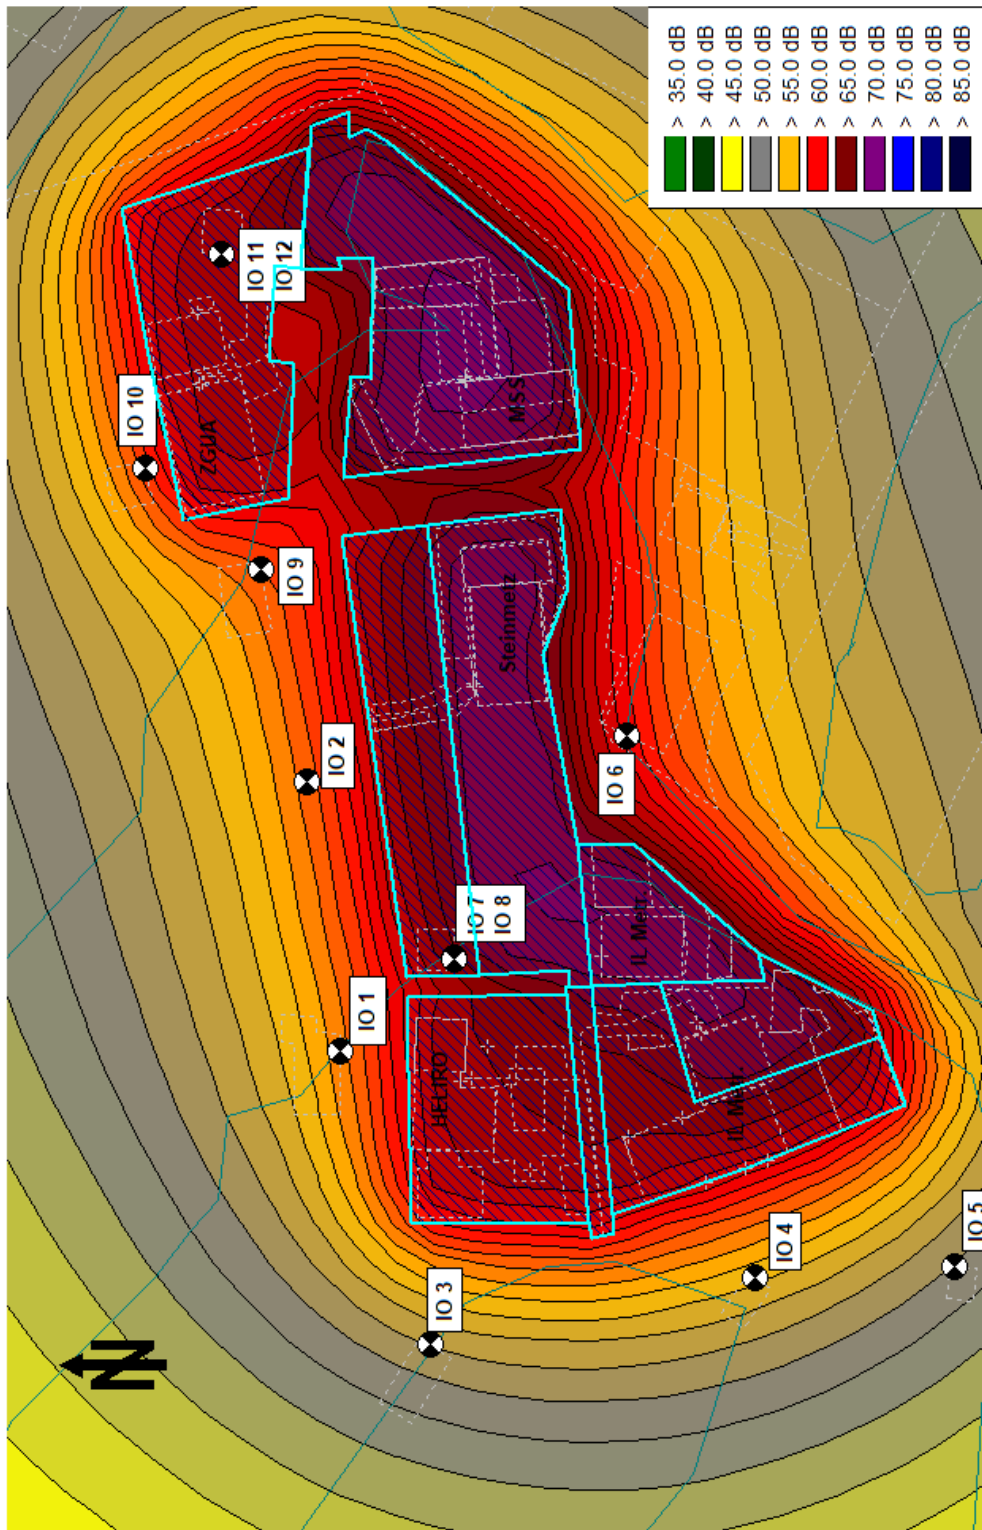 N
IO 10
ZGUA
IO 11
IO 12
IO 9
IO 2
IO 1
IO 3
HELIRO
IO 7
IO 8
Steinmetz
MSS
IO 6
IL
IL
IO 4
IO 5
> 35.0 dB
> 40.0 dB
> 45.0 dB
> 50.0 dB
> 55.0 dB
> 60.0 dB
> 65.0 dB
> 70.0 dB
> 75.0 dB
> 80.0 dB
> 85.0 dB